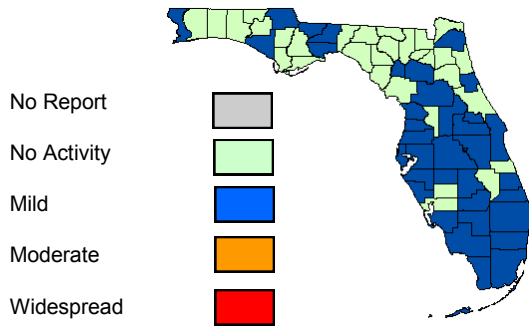 No Report
No Activity
Mild
Moderate
Widespread